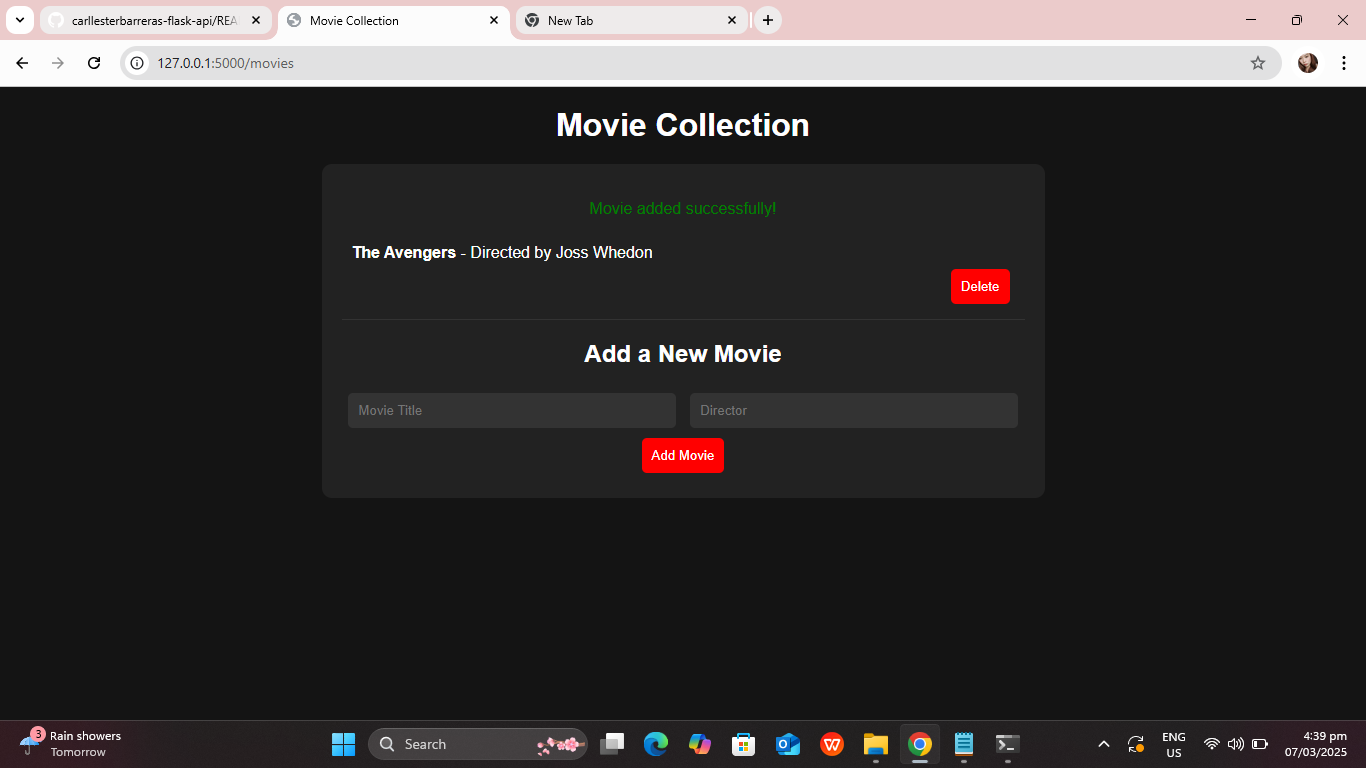 carllesterbarreras-flask-api/REA
Movie Collection
New Tab
127.0.0.1:5000/movies
Movie Collection
Movie added successfully!
The Avengers - Directed by Joss Whedon
Delete
Add a New Movie
Movie Title
Director
Add Movie
3
Rain showers
Tomorrow
Search
W
ENG
US
4:39 pm
07/03/2025